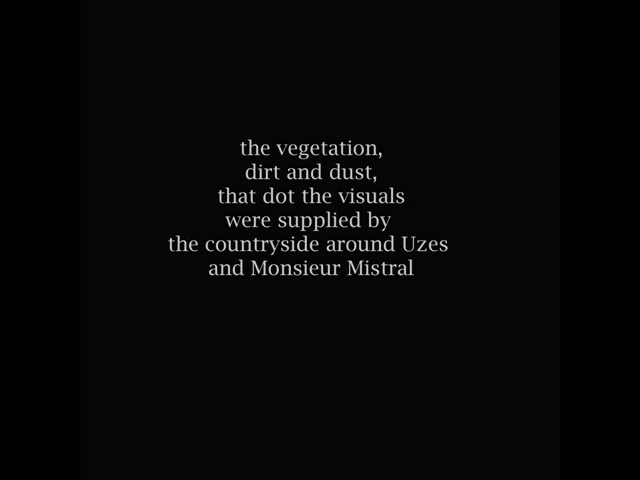 the vegetation,
dirt and dust,
that dot the visuals
were supplied by
the countryside around Uzes
and Monsieur Mistral